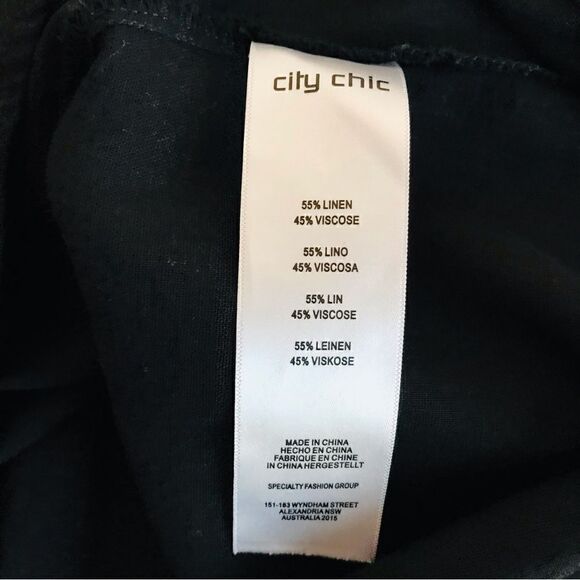 city chic
55% LINEN
45% VISCOSE
55% LINO
45% VISCOSA
55% LIN
45% VISCOSE
55% LEINEN
45% VISKOSE
MADE IN CHINA
HECHO EN CHINA
FABRIQUE EN CHINE
IN CHINA HERGESTELLT
SPECIALTY FASHION GROUP
151-163 WYNDHAM STREET
ALEXANDRIA NSW
AUSTRALIA 2015